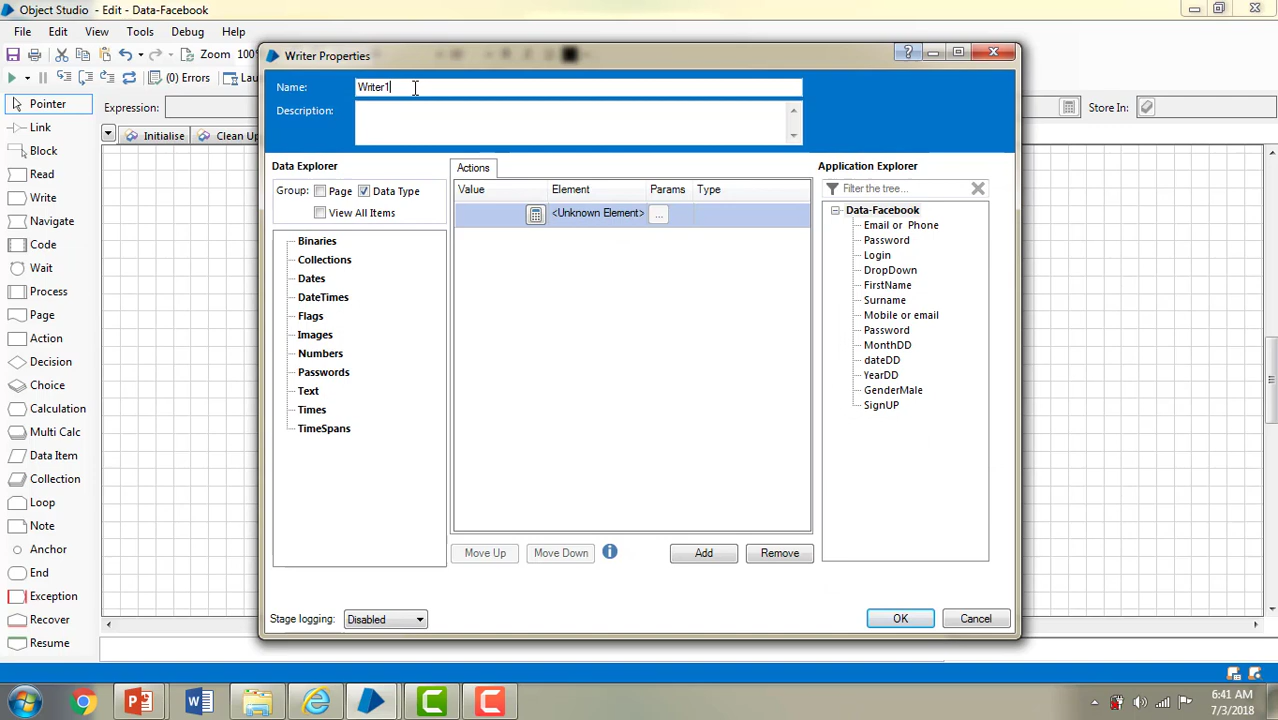 Object Studio - Edit - Data-Facebook
File Edit View Tools Debug Help
Zoom 100%
(0) Errors
Expression:
Store In:
Initialise
Clean Up
Pointer
Link
Block
Read
Write
Navigate
Code
Wait
Process
Page
Action
Decision
Choice
Calculation
Multi Calc
Data Item
Collection
Loop
Note
Anchor
End
Exception
Recover
Resume
Writer Properties
Name: Writer1
Description:
Data Explorer
Group: Page Data Type
View All Items
Binaries
Collections
Dates
DateTimes
Flags
Images
Numbers
Passwords
Text
Times
TimeSpans
Actions
Value Element Params Type
<Unknown Element> ...
Move Up Move Down Add Remove
Application Explorer
Filter the tree...
Data-Facebook
Email or Phone
Password
Login
DropDown
FirstName
Surname
Mobile or email
Password
MonthDD
dateDD
YearDD
GenderMale
SignUP
Stage logging: Disabled
OK Cancel
6:41 AM
7/3/2018